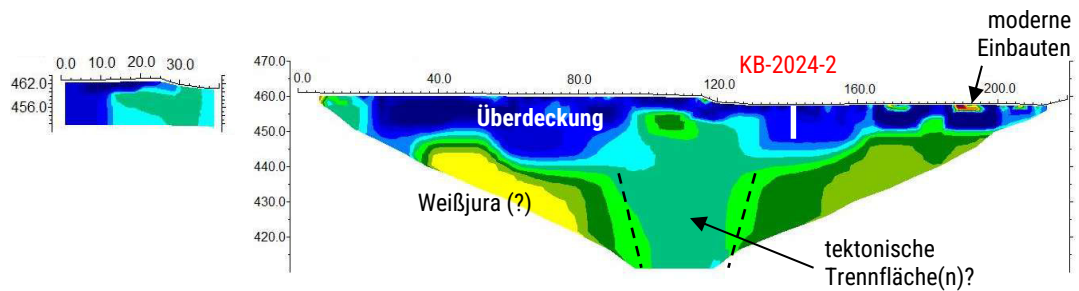 moderne
Einbauten
KB-2024-2
0.0 10.0 20.0 30.0
462.0
456.0
470.0
460.0
450.0
440.0
430.0
420.0
0.0 40.0 80.0 120.0 160.0 200.0
Überdeckung
Weißjura (?)
tektonische
Trennfläche(n)?